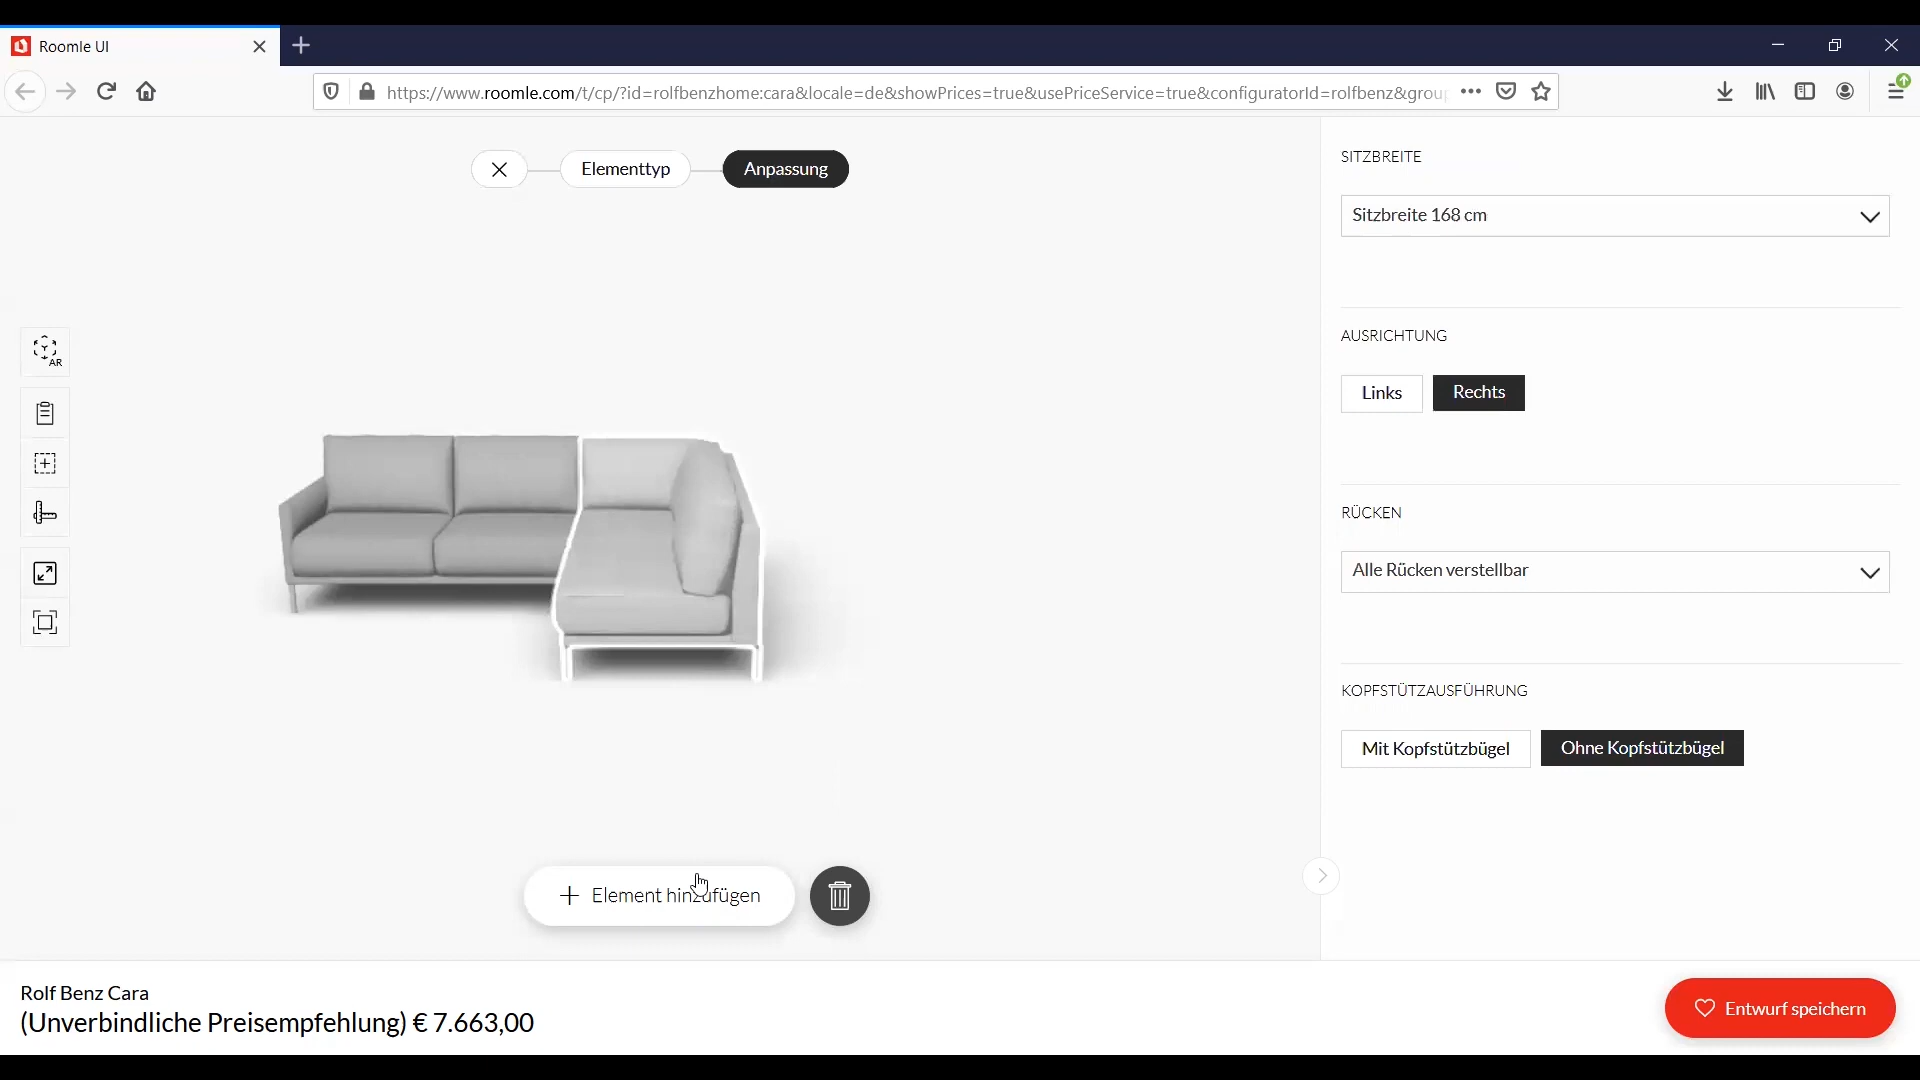 Roomle UI
https://www.roomle.com/t/cp/?id=rolfbenzhome:cara&locale=de&showPrices=true&usePriceService=true&configuratorId=rolfbenz&grou
Elementtyp
Anpassung
SITZBREITE
Sitzbreite 168 cm
AUSRICHTUNG
Links
Rechts
AR
RÜCKEN
Alle Rücken verstellbar
KOPFSTÜTZAUSFÜHRUNG
Mit Kopfstützbügel
Ohne Kopfstützbügel
Element hinzufügen
Rolf Benz Cara
(Unverbindliche Preisempfehlung) € 7.663,00
Entwurf speichern